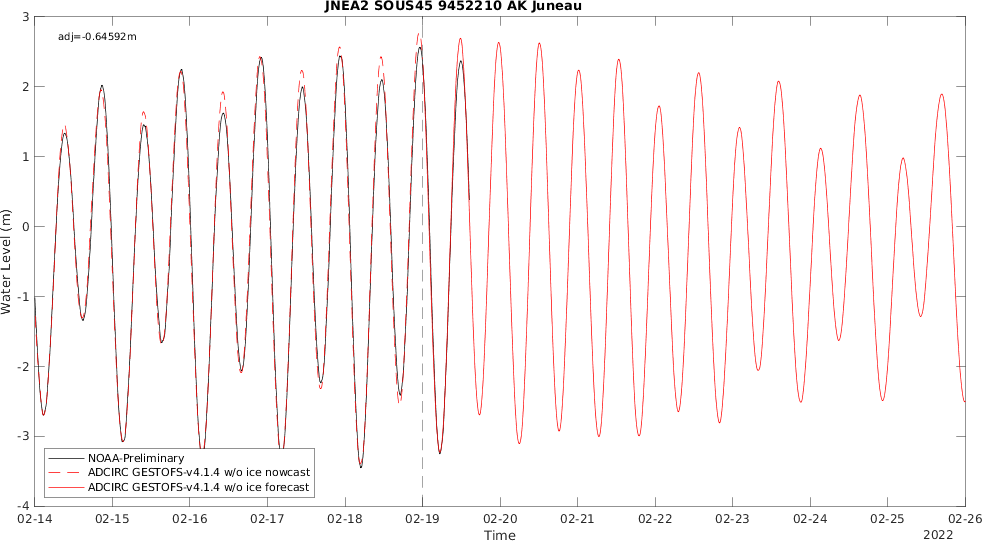 JNEA2 SOUS45 9452210 AK Juneau
adj=-0.64592m
3
2
1
0
-1
-2
-3
-4
Water Level (m)
NOAA-Preliminary
ADCIRC GESTOFS-v4.1.4 w/o ice nowcast
ADCIRC GESTOFS-v4.1.4 w/o ice forecast
02-14 02-15 02-16 02-17 02-18 02-19 02-20 02-21 02-22 02-23 02-24 02-25 02-26
Time
2022